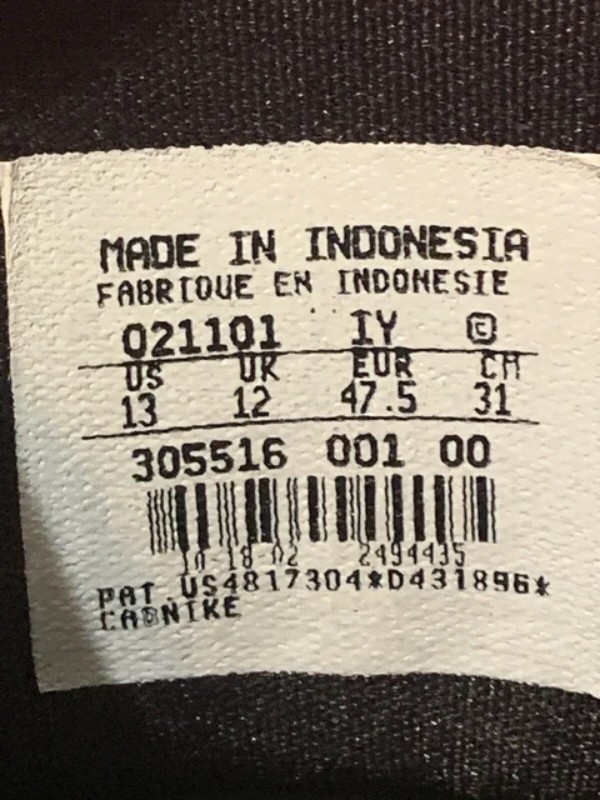 MADE IN INDONESIA
FABRIQUE EN INDONESIE
021101 IY ©
US UK EUR CM
13 12 47.5 31
305516 001 00
10-18-02 2494435
PAT. US4817304*D431896*
CA@NIKE